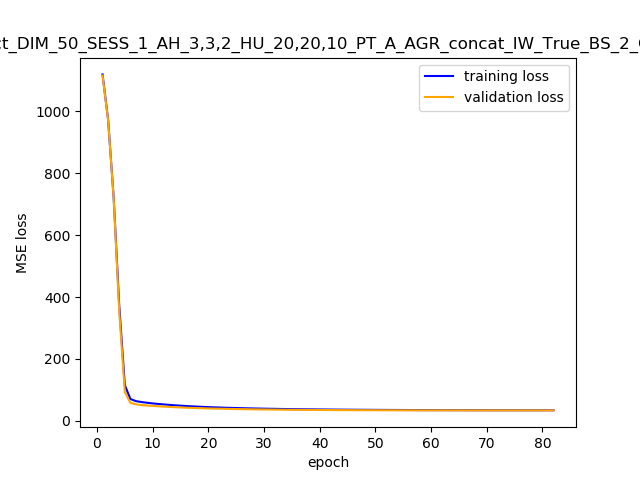 ct_DIM_50_SESS_1_AH_3,3,2_HU_20,20,10_PT_A_AGR_concat_IW_True_BS_2_
training loss
validation loss
1000
800
600
400
200
0
MSE loss
0 10 20 30 40 50 60 70 80
epoch